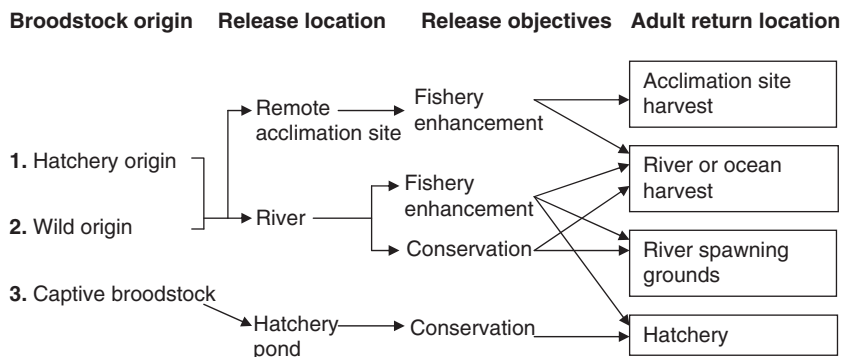 Broodstock origin Release location Release objectives Adult return location
Remote
acclimation site
Fishery
enhancement
Acclimation site
harvest
1. Hatchery origin
2. Wild origin
River
Fishery
enhancement
Conservation
River or ocean
harvest
River spawning
grounds
3. Captive broodstock
Hatchery
pond
Conservation
Hatchery